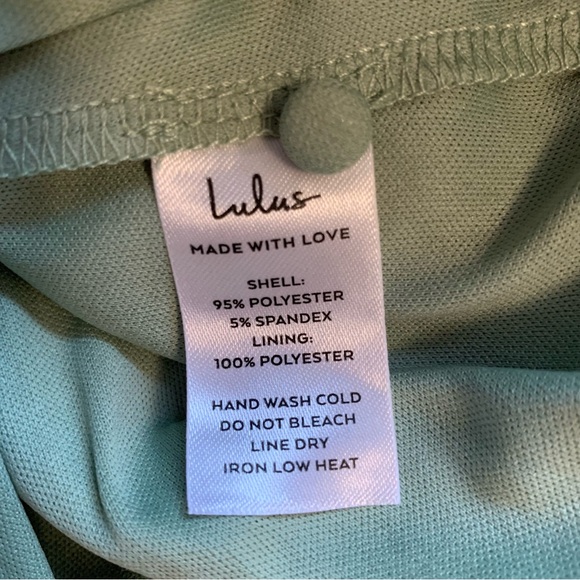 Lulus
MADE WITH LOVE
SHELL:
95% POLYESTER
5% SPANDEX
LINING:
100% POLYESTER
HAND WASH COLD
DO NOT BLEACH
LINE DRY
IRON LOW HEAT